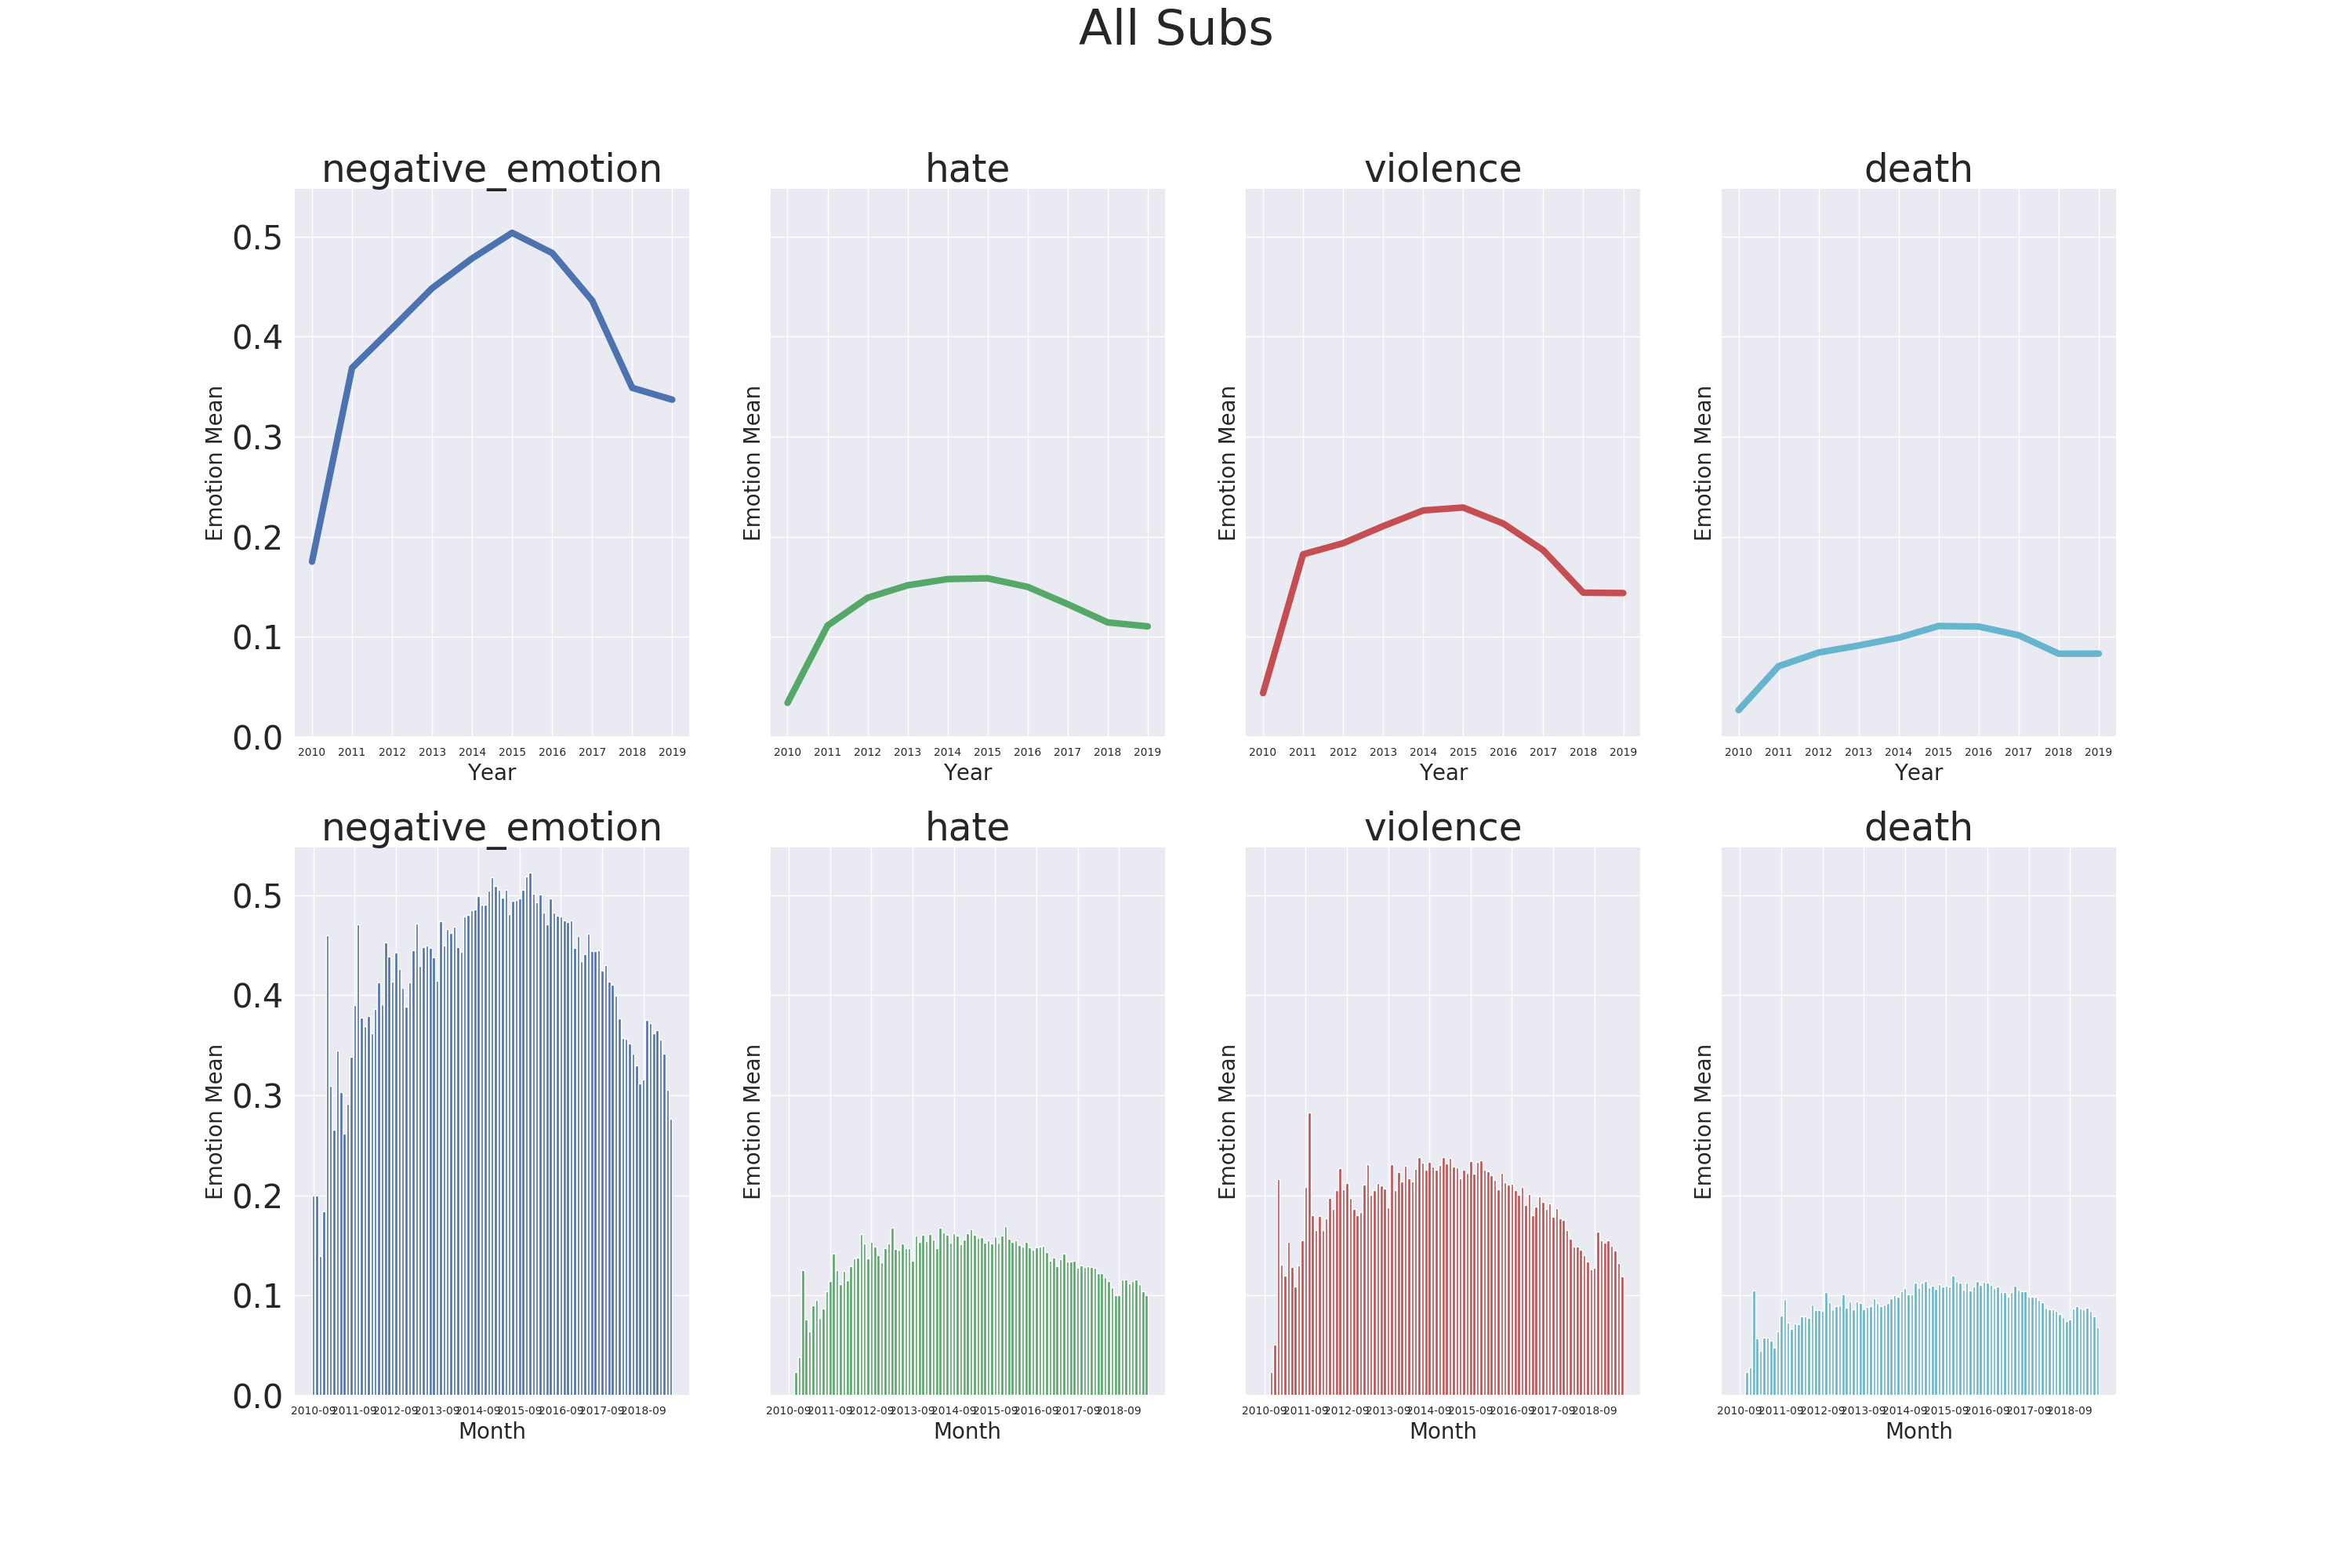 All Subs
negative_emotion hate violence death
0.5
0.4
0.3
0.2
0.1
0.0
Emotion Mean Emotion Mean Emotion Mean Emotion Mean
2010 2011 2012 2013 2014 2015 2016 2017 2018 2019 2010 2011 2012 2013 2014 2015 2016 2017 2018 2019 2010 2011 2012 2013 2014 2015 2016 2017 2018 2019 2010 2011 2012 2013 2014 2015 2016 2017 2018 2019
Year Year Year Year
negative_emotion hate violence death
0.5
0.4
0.3
0.2
0.1
0.0
Emotion Mean Emotion Mean Emotion Mean Emotion Mean
2010-09 2011-09 2012-09 2013-09 2014-09 2015-09 2016-09 2017-09 2018-09 2010-09 2011-09 2012-09 2013-09 2014-09 2015-09 2016-09 2017-09 2018-09 2010-09 2011-09 2012-09 2013-09 2014-09 2015-09 2016-09 2017-09 2018-09 2010-09 2011-09 2012-09 2013-09 2014-09 2015-09 2016-09 2017-09 2018-09
Month Month Month Month